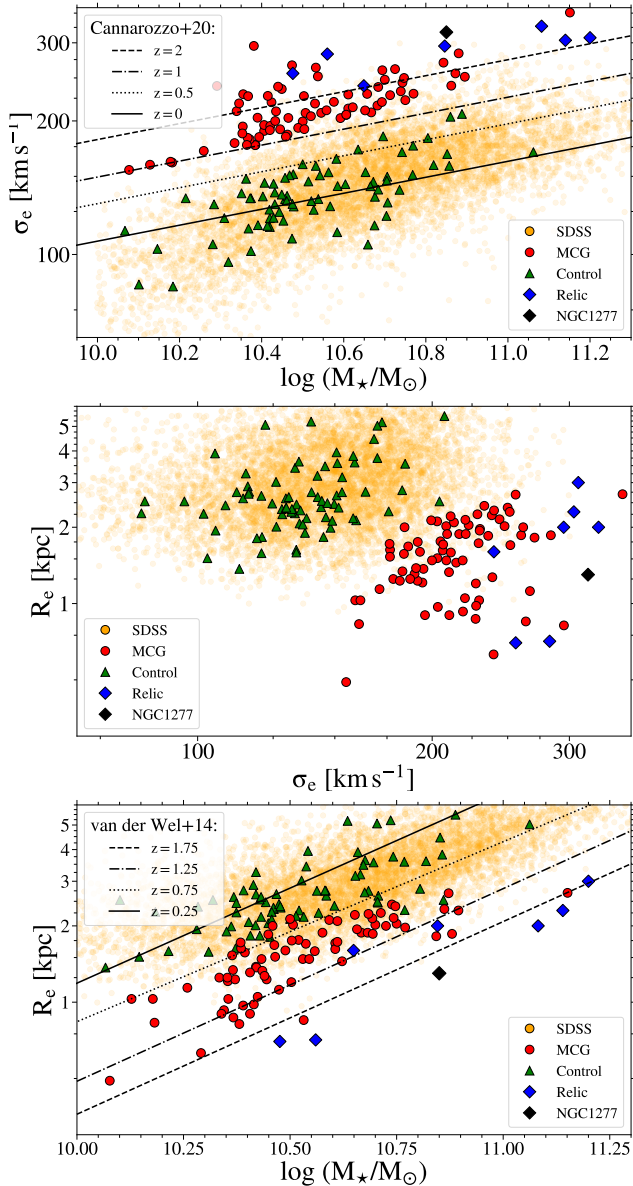 Cannarozzo+20:
z=2
z=1
z=0.5
z=0
300
200
100
σe [km s−1]
SDSS
MCG
Control
Relic
NGC1277
10.0 10.2 10.4 10.6 10.8 11.0 11.2
log (M⋆/M⊙)
5
4
3
2
1
Re [kpc]
SDSS
MCG
Control
Relic
NGC1277
100 200 300
σe [km s−1]
van der Wel+14:
z=1.75
z=1.25
z=0.75
z=0.25
5
4
3
2
1
Re [kpc]
SDSS
MCG
Control
Relic
NGC1277
10.00 10.25 10.50 10.75 11.00 11.25
log (M⋆/M⊙)